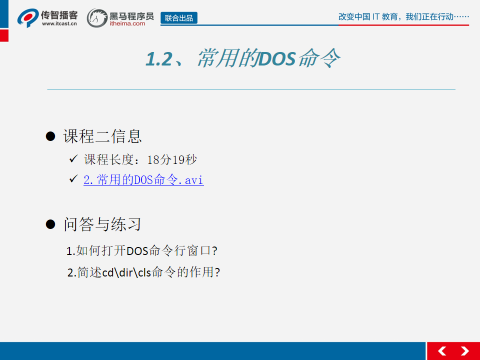 传智播客
www.itcast.cn
黑马程序员
itheima.com
联合出品
改变中国 IT 教育，我们正在行动……
1.2、常用的DOS命令
课程二信息
课程长度：18分19秒
2.常用的DOS命令.avi
问答与练习
1.如何打开DOS命令行窗口?
2.简述cd\dir\cls命令的作用?